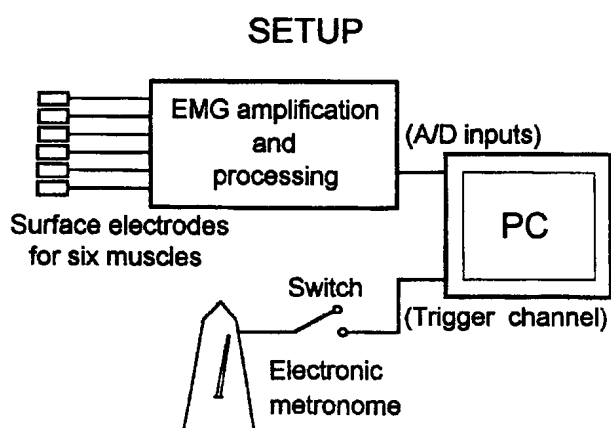 SETUP
EMG amplification
and
processing
(A/D inputs)
Surface electrodes
for six muscles
PC
Switch
(Trigger channel)
Electronic
metronome